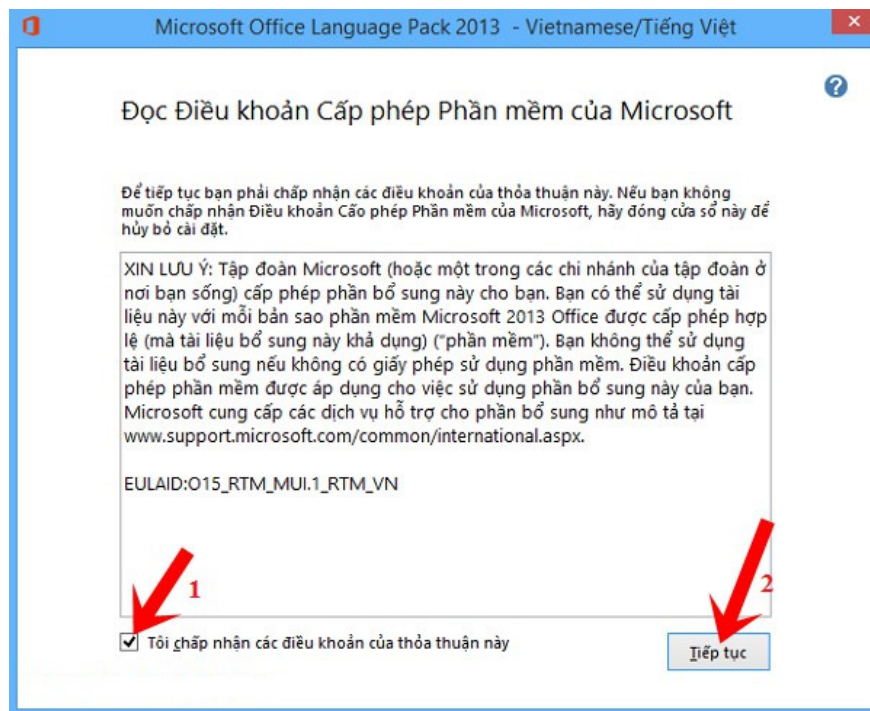 Microsoft Office Language Pack 2013 - Vietnamese/Tiếng Việt
Đọc Điều khoản Cấp phép Phần mềm của Microsoft
Để tiếp tục bạn phải chấp nhận các điều khoản của thỏa thuận này. Nếu bạn không
muốn chấp nhận Điều khoản Cấo phép Phần mềm của Microsoft, hãy đóng cửa sổ này để
hủy bỏ cài đặt.
XIN LƯU Ý: Tập đoàn Microsoft (hoặc một trong các chi nhánh của tập đoàn ở
nơi bạn sống) cấp phép phần bổ sung này cho bạn. Bạn có thể sử dụng tài
liệu này với mỗi bản sao phần mềm Microsoft 2013 Office được cấp phép hợp
lệ (mà tài liệu bổ sung này khả dụng) ("phần mềm"). Bạn không thể sử dụng
tài liệu bổ sung nếu không có giấy phép sử dụng phần mềm. Điều khoản cấp
phép phần mềm được áp dụng cho việc sử dụng phần bổ sung này của bạn.
Microsoft cung cấp các dịch vụ hỗ trợ cho phần bổ sung như mô tả tại
www.support.microsoft.com/common/international.aspx.
EULAID:O15_RTM_MUI.1_RTM_VN
1
2
Tôi chấp nhận các điều khoản của thỏa thuận này
Tiếp tục